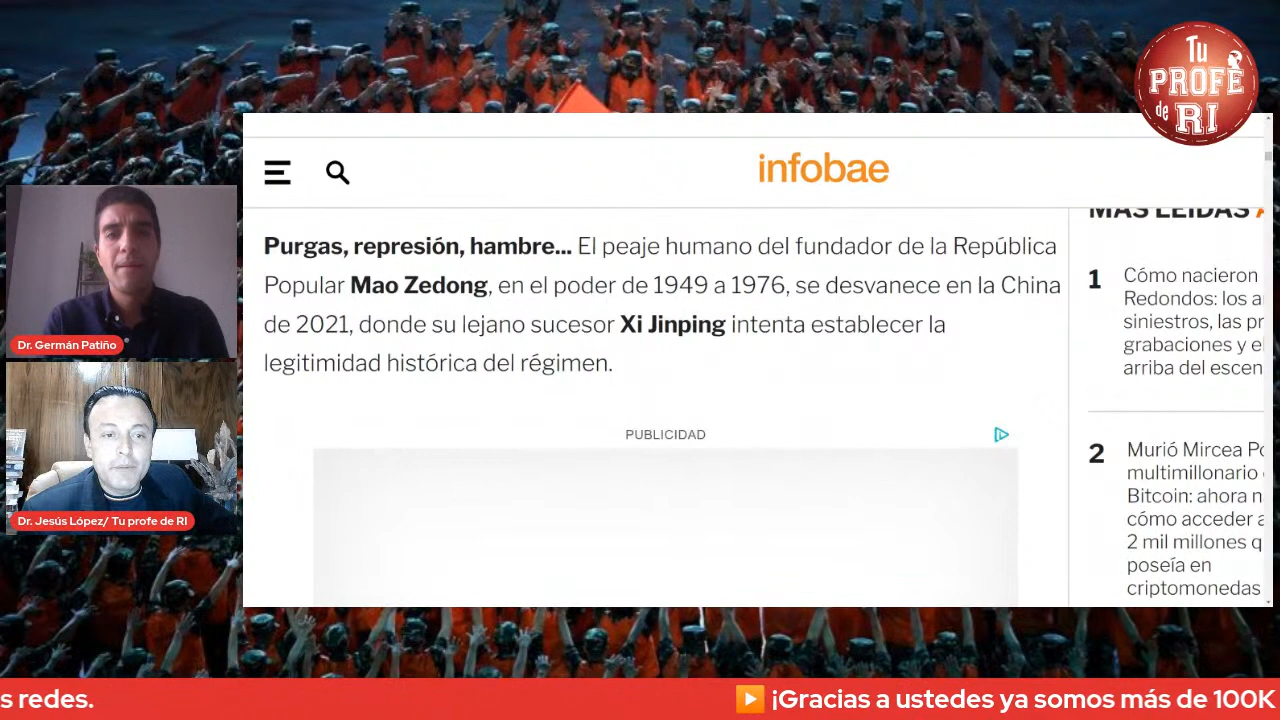 Tu
PROFE
de RI
infobae
Purgas, represión, hambre... El peaje humano del fundador de la República
Popular Mao Zedong, en el poder de 1949 a 1976, se desvanece en la China
de 2021, donde su lejano sucesor Xi Jinping intenta establecer la
legitimidad histórica del régimen.
PUBLICIDAD
MÁS LEÍDAS
1
Cómo nacieron
Redondos: los
siniestros, las
grabaciones y
arriba del
2
Murió Mircea
multimillonario
Bitcoin: ahora
cómo acceder a
2 mil millones
poseía en
criptomonedas
Dr. Germán Patiño
Dr. Jesús López/ Tu profe de RI
s redes.
¡Gracias a ustedes ya somos más de 100K